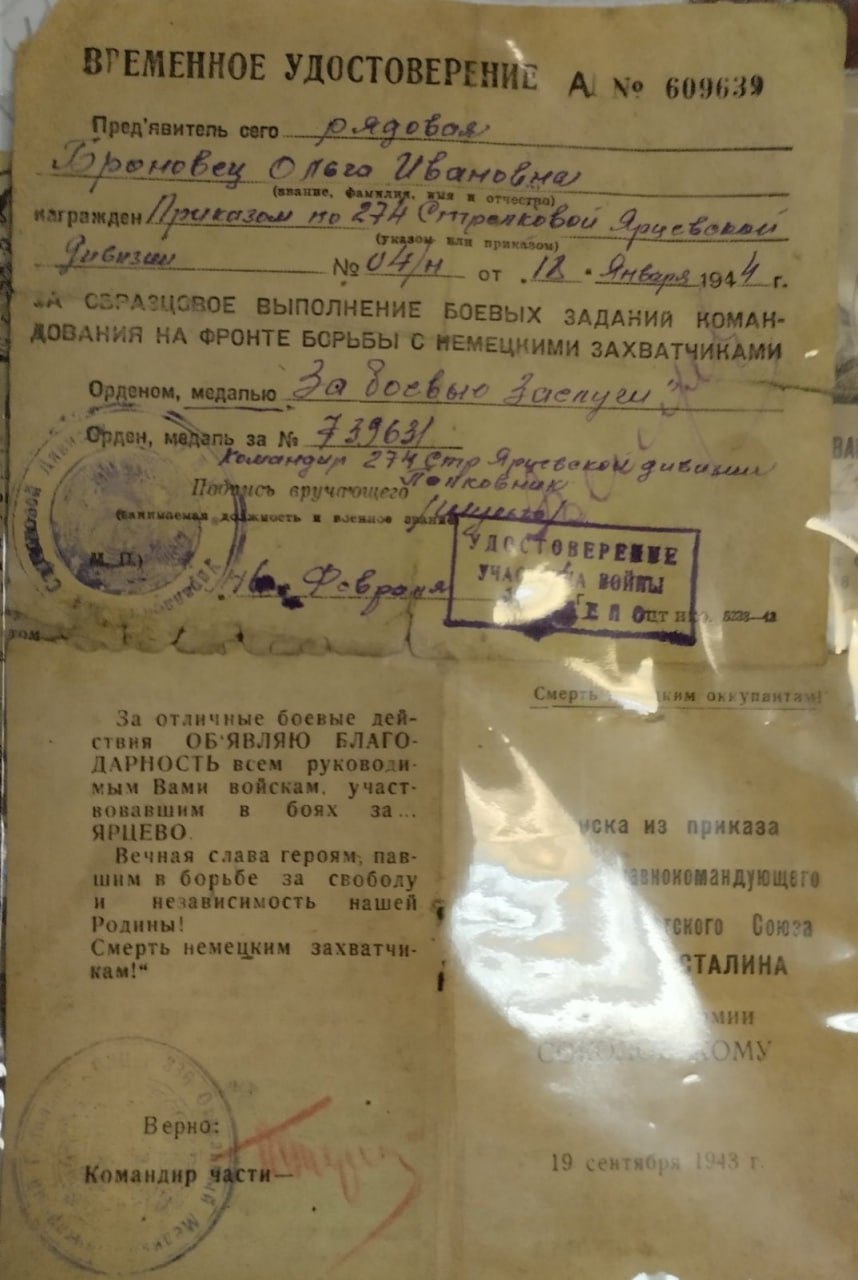 ВРЕМЕННОЕ УДОСТОВЕРЕНИЕ А № 609639
Пред'явитель сего рядовая
Броновец Ольга Ивановна
(звание, фамилия, имя и отчество)
награжден Приказом по 274 Стрелковой Ярцевской
(указом или приказом)
дивизии № 04/н от "18" Января 1944 г.
ЗА ОБРАЗЦОВОЕ ВЫПОЛНЕНИЕ БОЕВЫХ ЗАДАНИЙ КОМАН-
ДОВАНИЯ НА ФРОНТЕ БОРЬБЫ С НЕМЕЦКИМИ ЗАХВАТЧИКАМИ
Орденом, медалью За боевые Заслуги"
Орден, медаль за № 739631
Командир 274 Стр Ярцевской дивизии
Полковник
Подпись вручающего
(занимаемая должность и военное звание)
М. П.
Февраля
УДОСТОВЕРЕНИЕ
ВОЙНЫ
5238—43
Смерть оккупантам!
За отличные боевые дей-
ствия ОБ'ЯВЛЯЮ БЛАГО-
ДАРНОСТЬ всем руководи-
мым Вами войскам, участ-
вовавшим в боях за...
ЯРЦЕВО.
Вечная слава героям, пав-
шим в борьбе за свободу
и независимость нашей
Родины!
Смерть немецким захватчи-
кам!"
Верно:
Командир части—
из приказа
Союза
СТАЛИНА
19 сентября 1943 г.